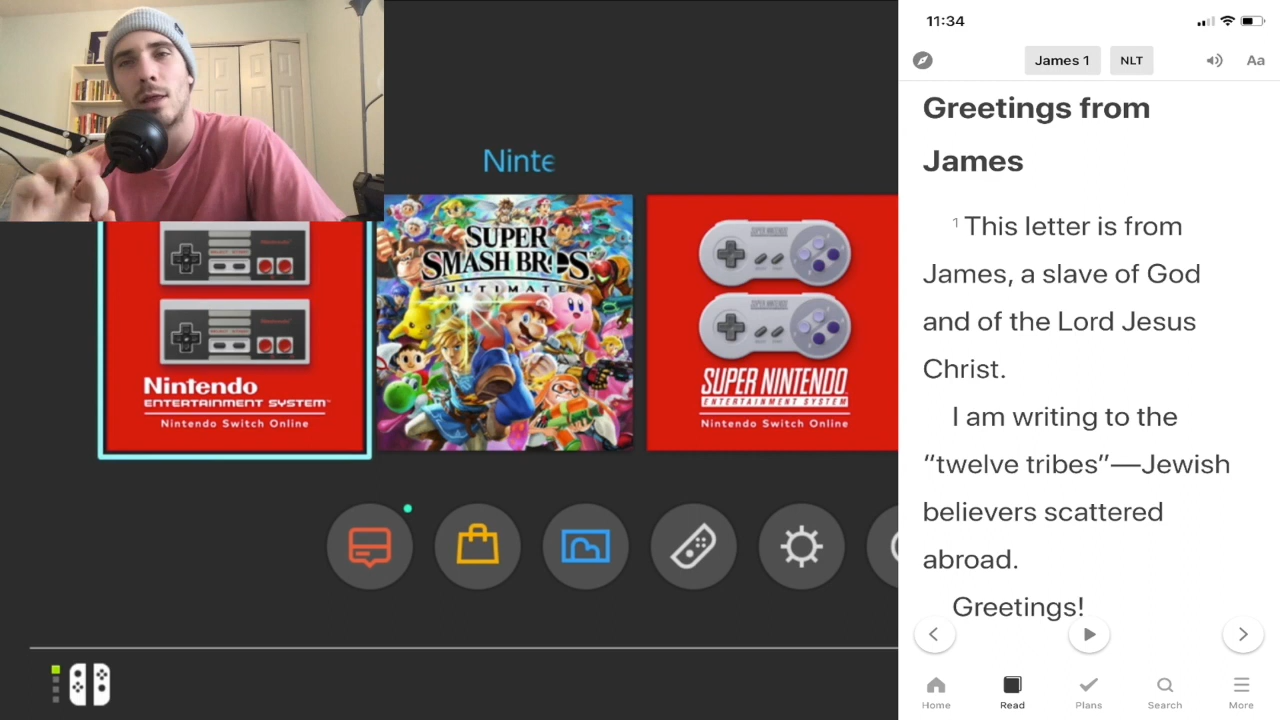 Ninte
Nintendo
ENTERTAINMENT SYSTEM™
Nintendo Switch Online
SUPER
SMASH BROS.
ULTIMATE
SUPER NINTENDO
ENTERTAINMENT SYSTEM
Nintendo Switch Online
11:34
James 1
NLT
Aa
Greetings from
James
1 This letter is from
James, a slave of God
and of the Lord Jesus
Christ.
I am writing to the
“twelve tribes”—Jewish
believers scattered
abroad.
Greetings!
Home
Read
Plans
Search
More